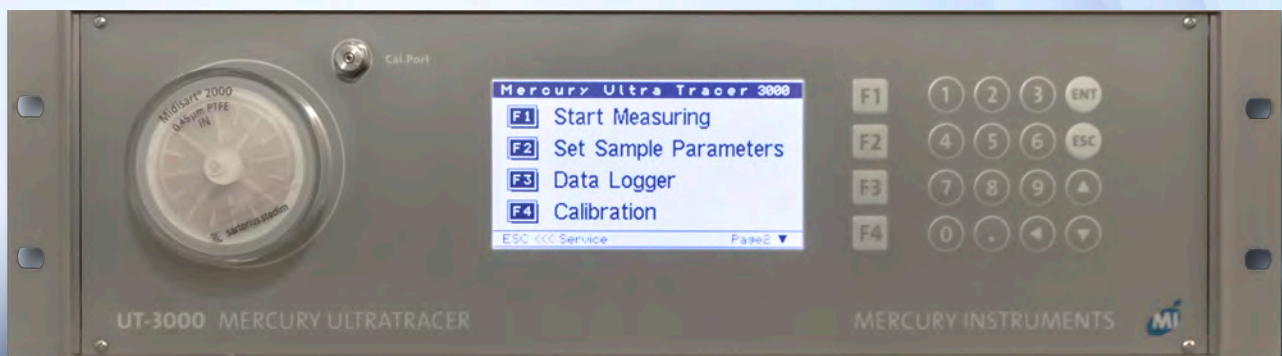 Midisart® 2000
0.45µm PTFE
IN
sartorius stedim
Cal.Port
Mercury Ultra Tracer 3000
F1 Start Measuring
F2 Set Sample Parameters
F3 Data Logger
F4 Calibration
ESC <<< Service Page2 ▼
F1 1 2 3 ENT
F2 4 5 6 ESC
F3 7 8 9 ▲
F4 0 . ◀ ▼
UT-3000 MERCURY ULTRATRACER
MERCURY INSTRUMENTS
MI